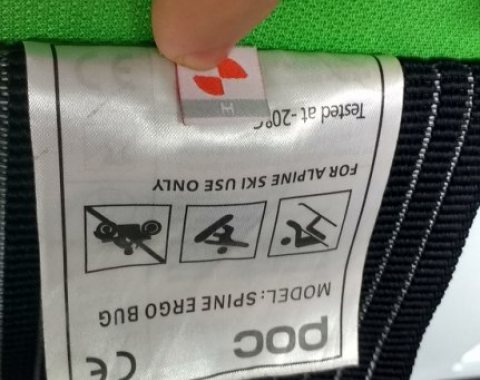 CE
poc
MODEL: SPINE ERGO BUG
FOR ALPINE SKI USE ONLY
Tested at -20°C
H